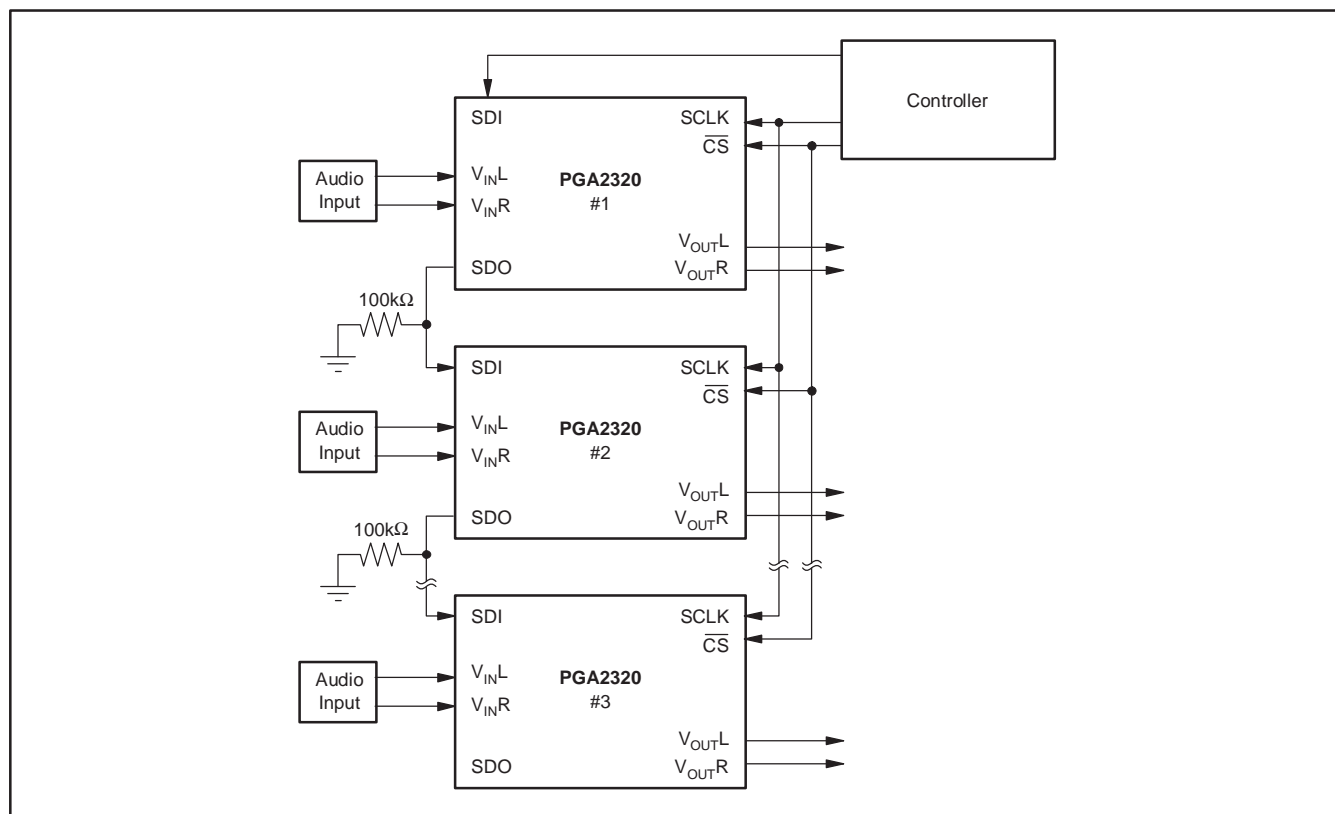 Controller
SDI
SCLK
CS
Audio
Input
VINL
VINR
PGA2320
#1
VOUTL
VOUTR
SDO
100kΩ
SDI
SCLK
CS
Audio
Input
VINL
VINR
PGA2320
#2
VOUTL
VOUTR
SDO
100kΩ
SDI
SCLK
CS
Audio
Input
VINL
VINR
PGA2320
#3
VOUTL
VOUTR
SDO